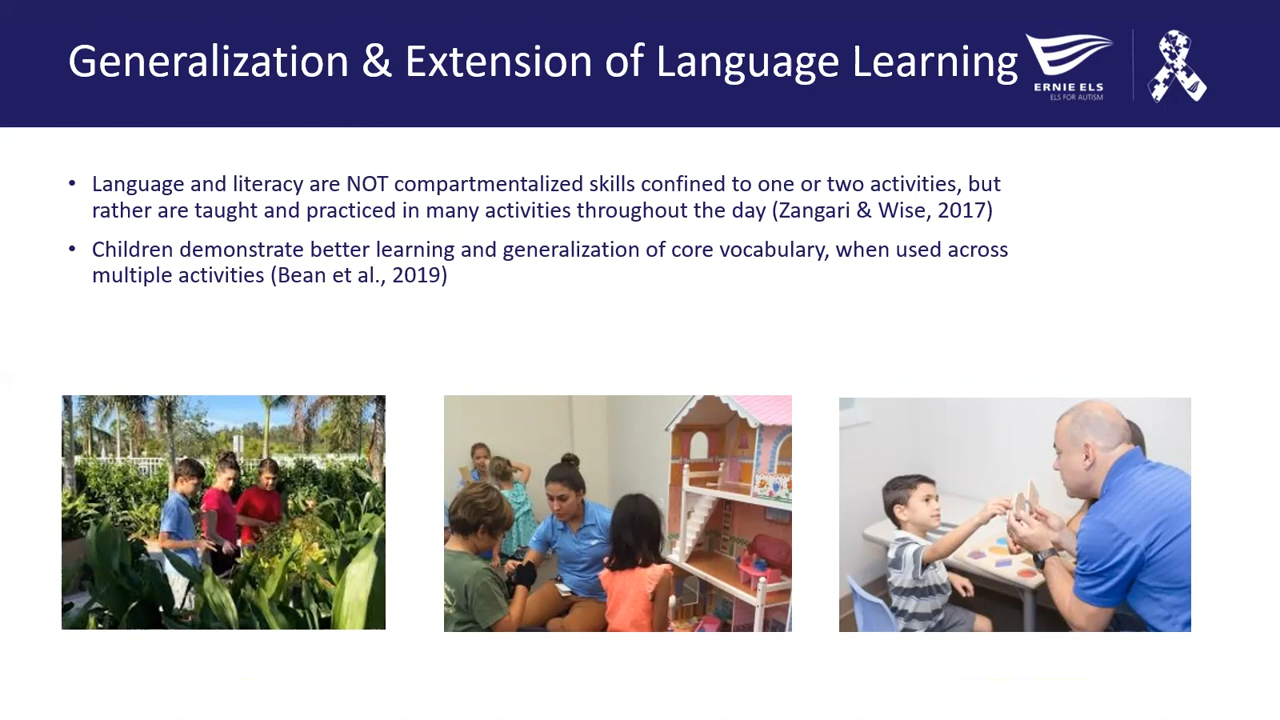 Generalization & Extension of Language Learning
ERNIE ELS
ELS FOR AUTISM
• Language and literacy are NOT compartmentalized skills confined to one or two activities, but
rather are taught and practiced in many activities throughout the day (Zangari & Wise, 2017)
• Children demonstrate better learning and generalization of core vocabulary, when used across
multiple activities (Bean et al., 2019)